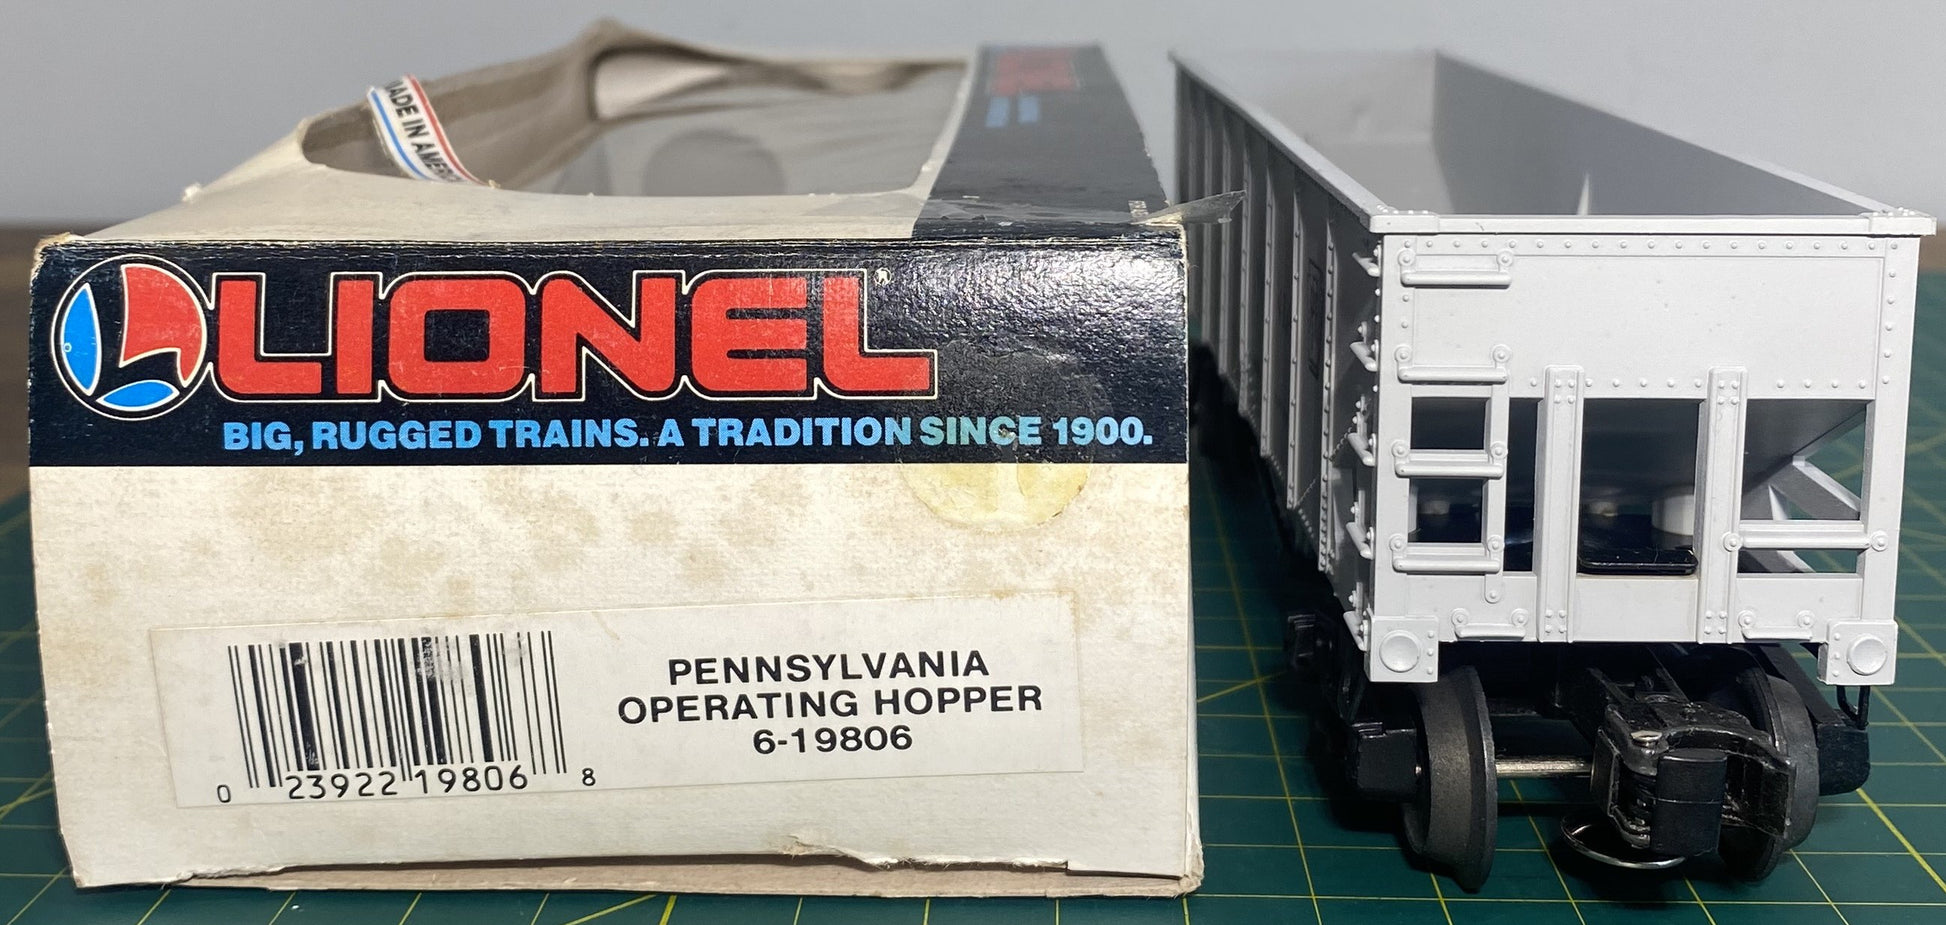 MADE IN AMERICA
LIONEL®
BIG, RUGGED TRAINS. A TRADITION SINCE 1900.
PENNSYLVANIA
OPERATING HOPPER
6-19806
0 23922 19806 8